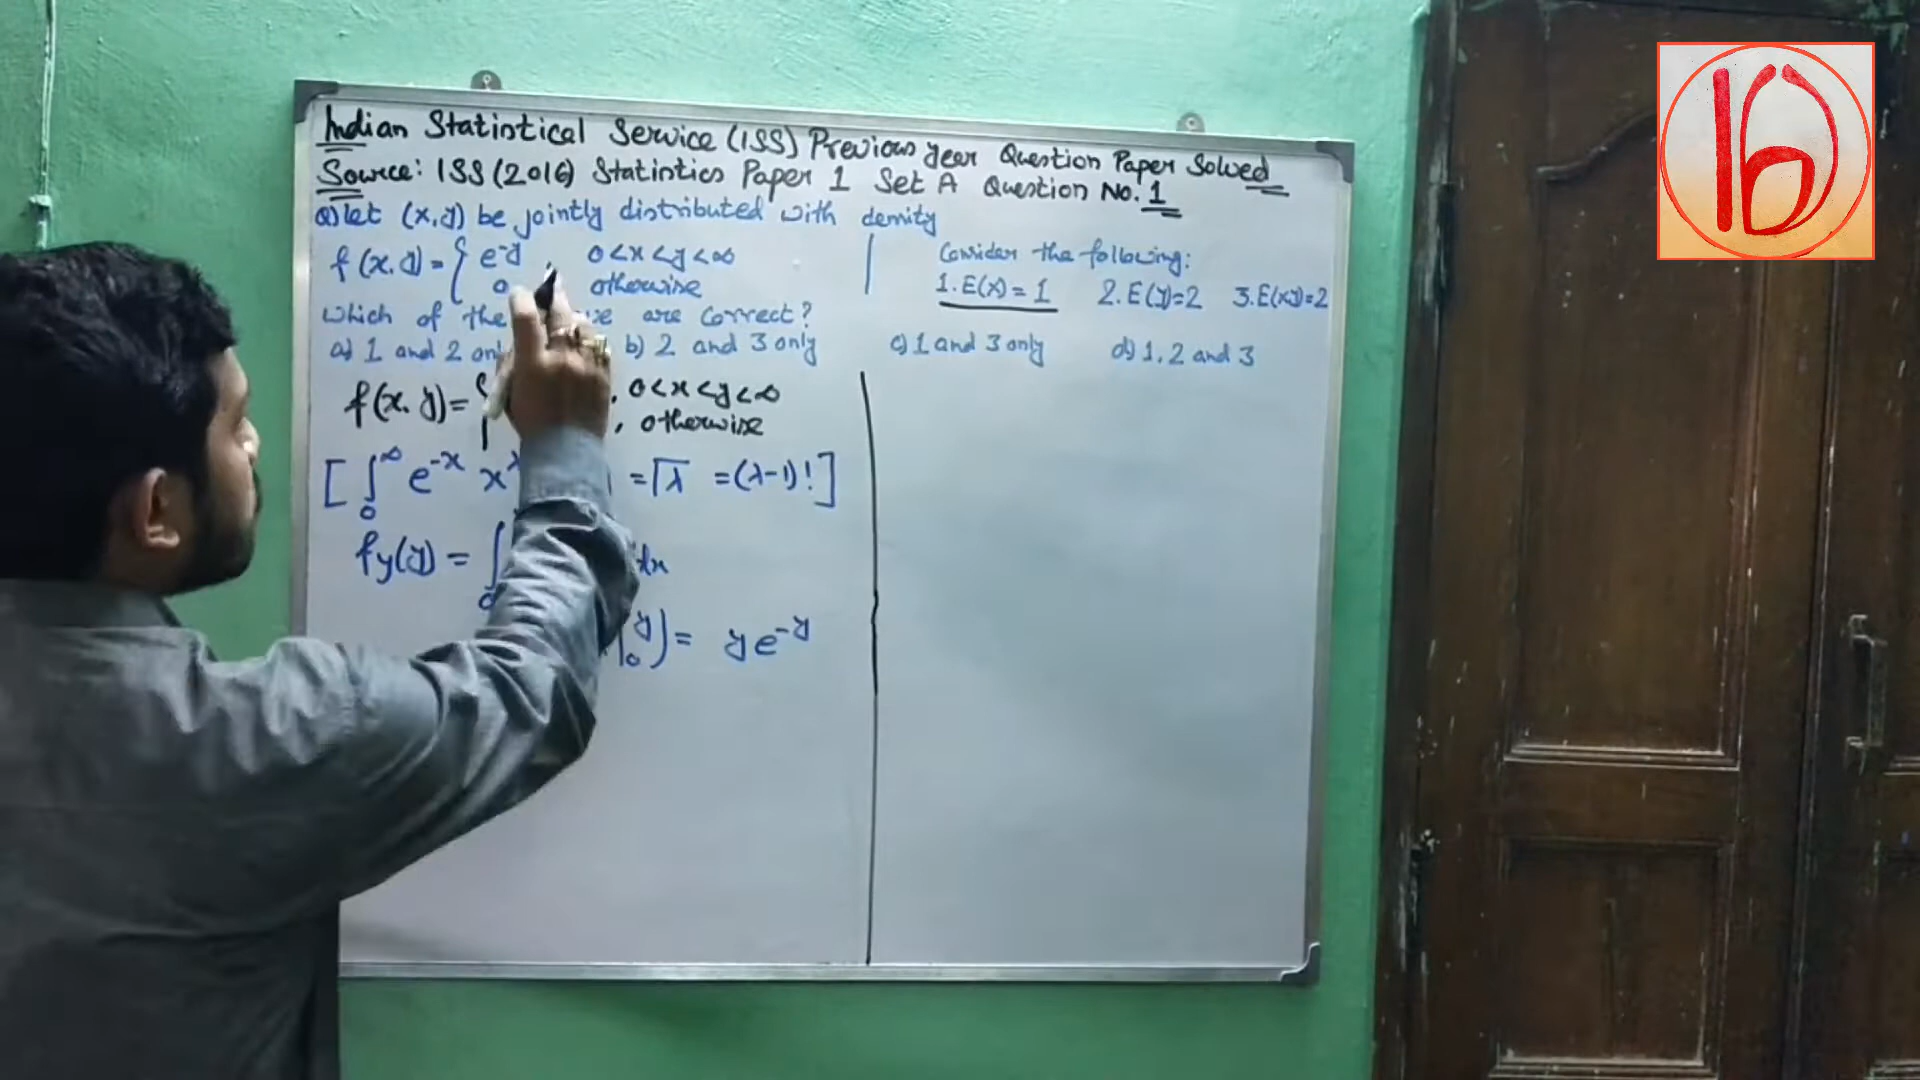 Indian Statistical Service (ISS) Previous year Question Paper Solved
Source: ISS (2016) Statistics Paper 1 Set A Question No. 1
Q) let (x,y) be jointly distributed with density
f(x,y) = { e^-y , 0<x<y<∞
0 otherwise
Consider the following:
1. E(X) = 1 2. E(y)=2 3. E(xy)=2
which of the are correct?
a) 1 and 2 b) 2 and 3 only c) 1 and 3 only d) 1, 2 and 3
f(x,y) = , 0<x<y<∞
, otherwise
[ ∫0^∞ e^-x x^λ = Γλ = (λ-1)! ]
fy(y) = ∫0 dx
|0^y ) = y e^-y